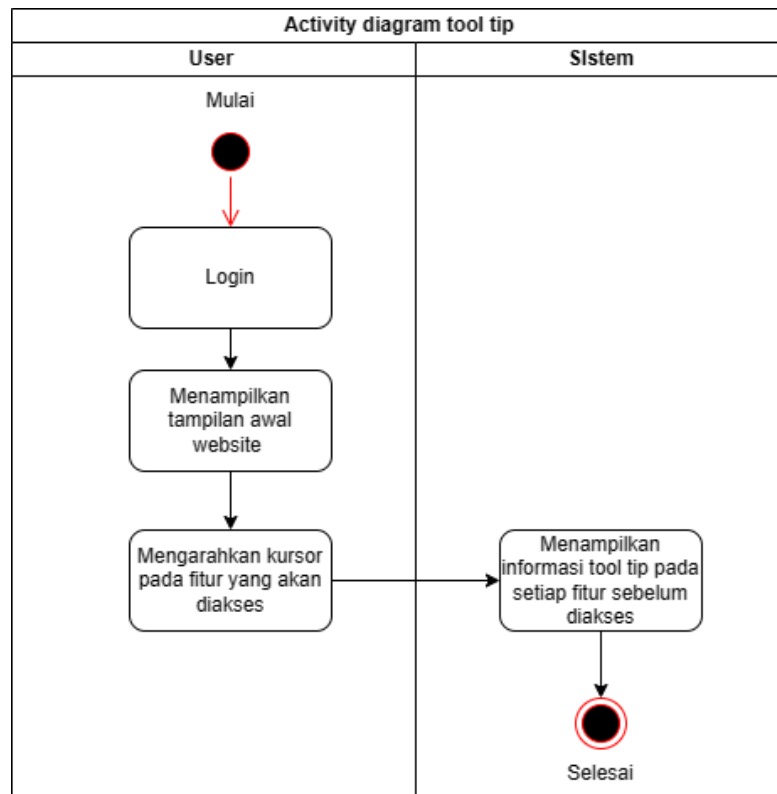 Activity diagram tool tip
User
SIstem
Mulai
Login
Menampilkan
tampilan awal
website
Mengarahkan kursor
pada fitur yang akan
diakses
Menampilkan
informasi tool tip pada
setiap fitur sebelum
diakses
Selesai